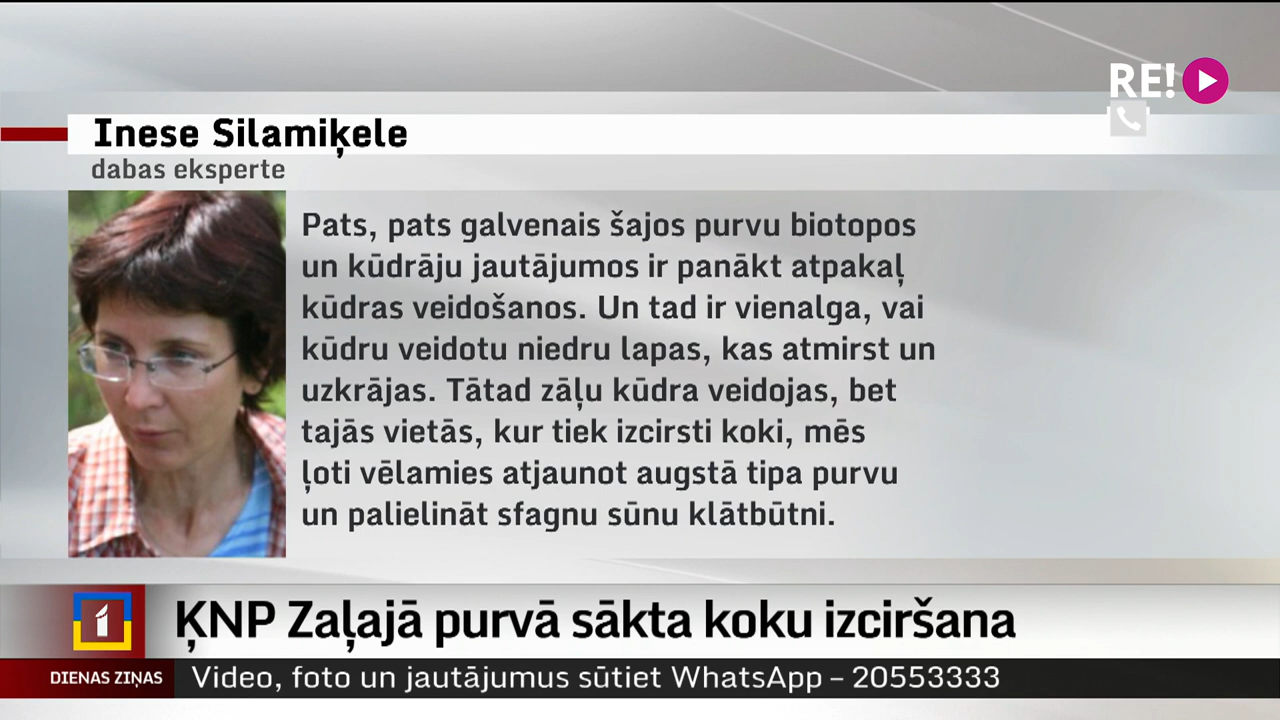 RE!
Inese Silamiķele
dabas eksperte
Pats, pats galvenais šajos purvu biotopos
un kūdrāju jautājumos ir panākt atpakaļ
kūdras veidošanos. Un tad ir vienalga, vai
kūdru veidotu niedru lapas, kas atmirst un
uzkrājas. Tātad zāļu kūdra veidojas, bet
tajās vietās, kur tiek izcirsti koki, mēs
ļoti vēlamies atjaunot augstā tipa purvu
un palielināt sfagnu sūnu klātbūtni.
1 ĶNP Zaļajā purvā sākta koku izciršana
DIENAS ZIŅAS Video, foto un jautājumus sūtiet WhatsApp – 20553333